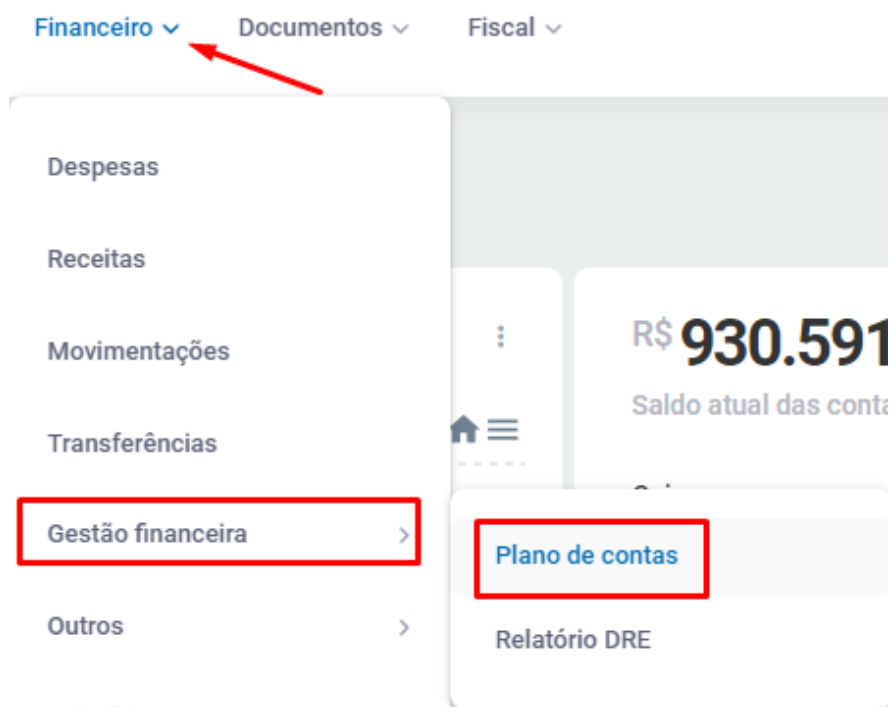 Financeiro Documentos Fiscal
Despesas
Receitas
Movimentações
R$ 930.591
Saldo atual das conta
Transferências
Gestão financeira
Plano de contas
Outros
Relatório DRE